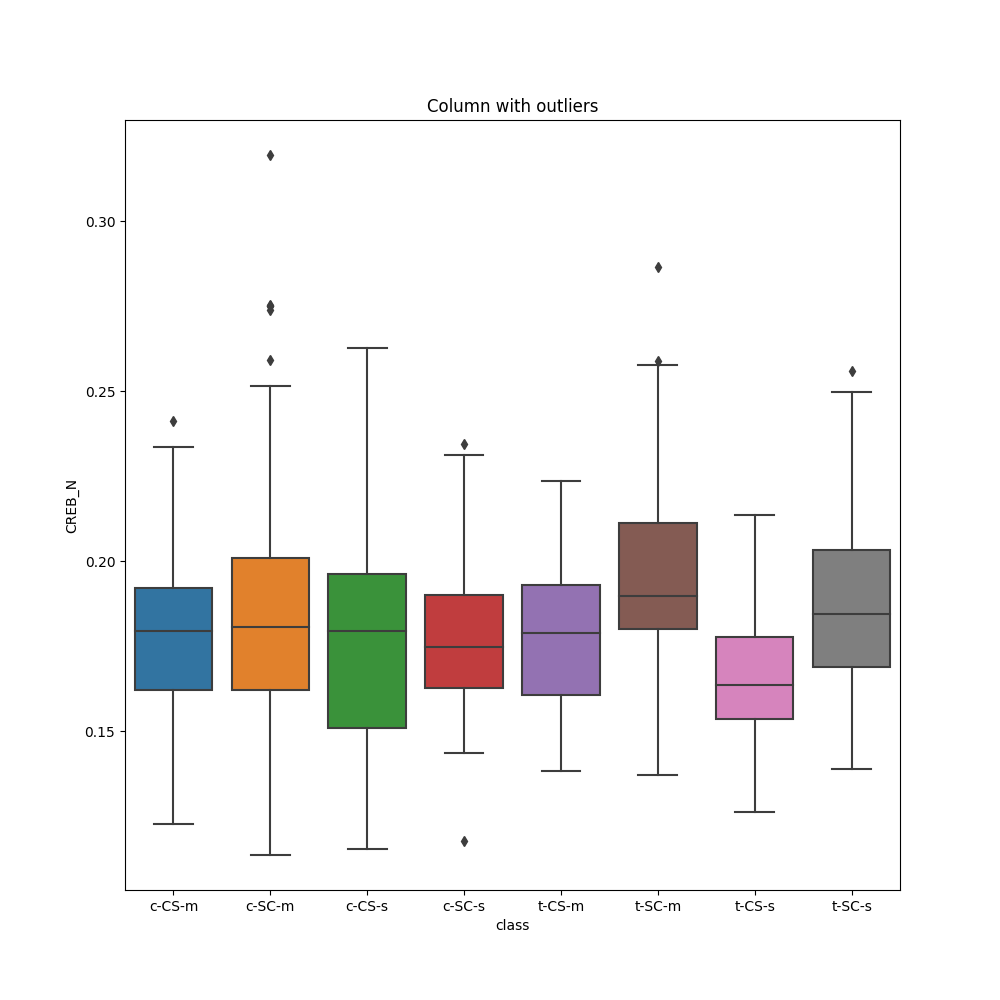 Column with outliers
CREB_N
0.30
0.25
0.20
0.15
c-CS-m c-SC-m c-CS-s c-SC-s t-CS-m t-SC-m t-CS-s t-SC-s
class